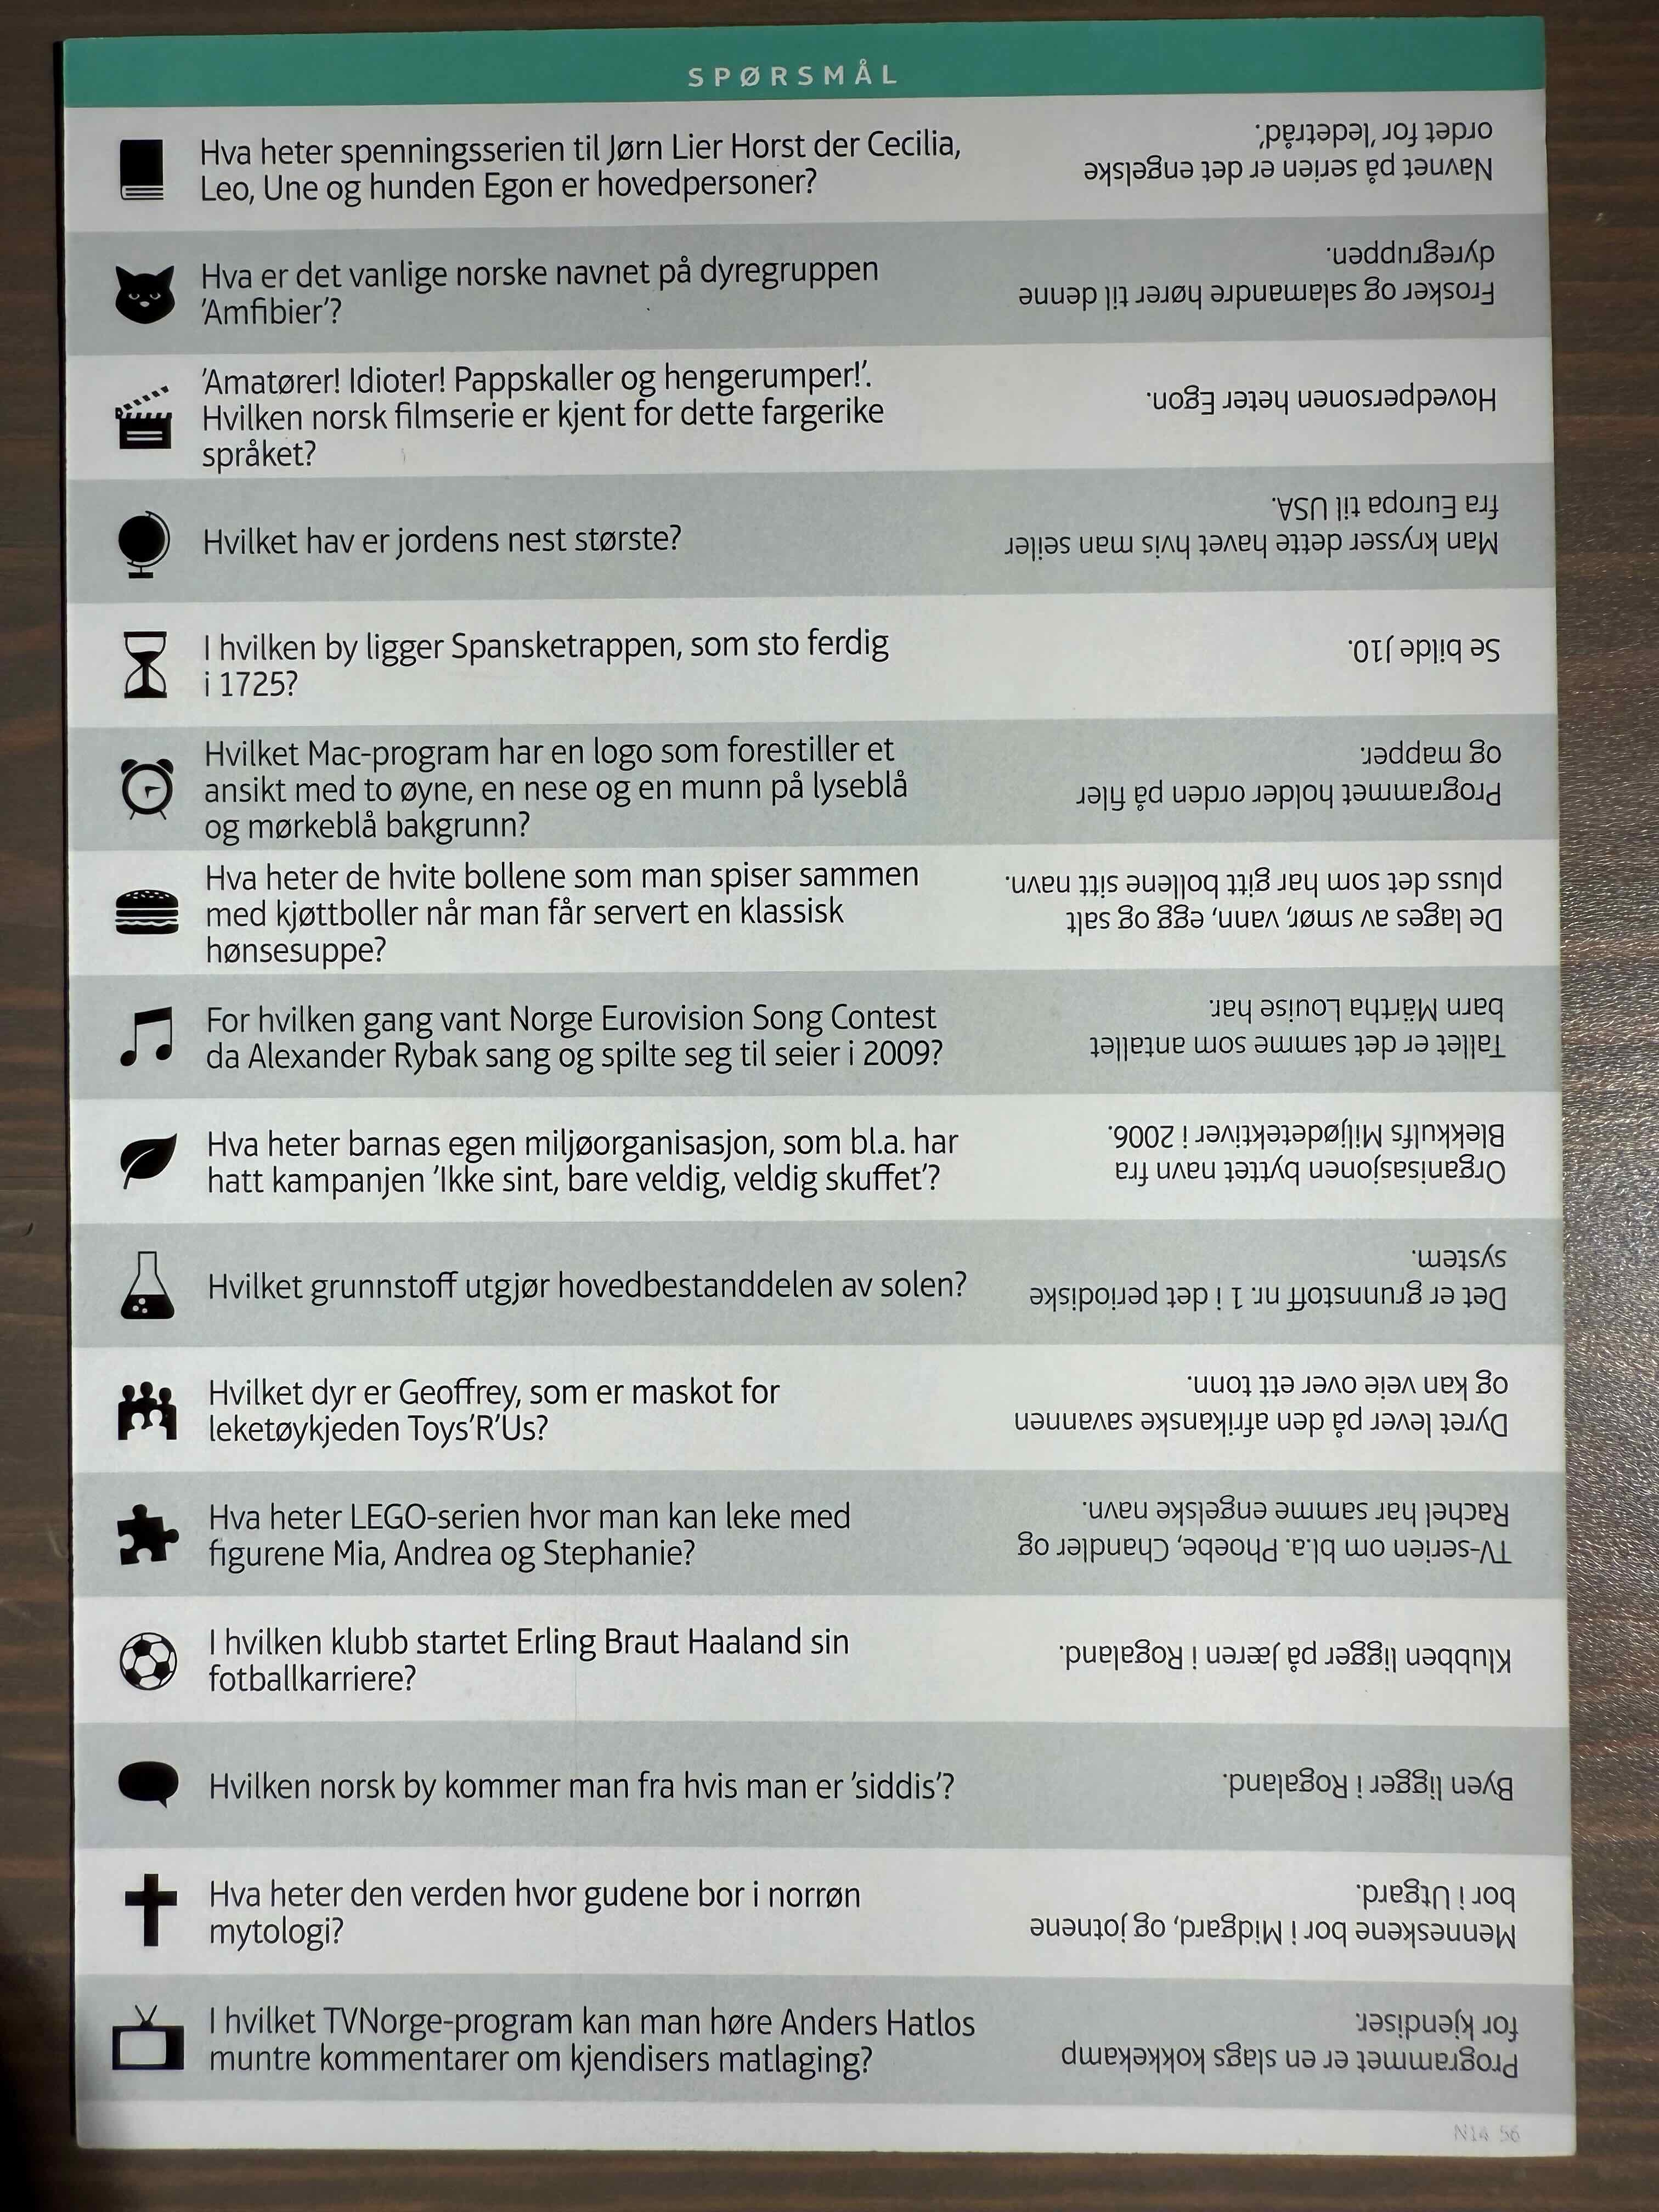 SPØRSMÅL
Hva heter spenningsserien til Jørn Lier Horst der Cecilia,
Leo, Une og hunden Egon er hovedpersoner?
Navnet på serien er det engelske
ordet for 'ledetråd'.
Hva er det vanlige norske navnet på dyregruppen
'Amfibier'?
Frosker og salamandre hører til denne
dyregruppen.
'Amatører! Idioter! Pappskaller og hengerumper!'.
Hvilken norsk filmserie er kjent for dette fargerike
språket?
Hovedpersonen heter Egon.
Hvilket hav er jordens nest største?
Man krysser dette havet hvis man seiler
fra Europa til USA.
I hvilken by ligger Spansketrappen, som sto ferdig
i 1725?
Se bilde J10.
Hvilket Mac-program har en logo som forestiller et
ansikt med to øyne, en nese og en munn på lyseblå
og mørkeblå bakgrunn?
Programmet holder orden på filer
og mapper.
Hva heter de hvite bollene som man spiser sammen
med kjøttboller når man får servert en klassisk
hønsesuppe?
De lages av smør, vann, egg og salt
pluss det som har gitt bollene sitt navn.
For hvilken gang vant Norge Eurovision Song Contest
da Alexander Rybak sang og spilte seg til seier i 2009?
Tallet er det samme som antallet
barn Märtha Louise har.
Hva heter barnas egen miljøorganisasjon, som bl.a. har
hatt kampanjen 'Ikke sint, bare veldig, veldig skuffet'?
Organisasjonen byttet navn fra
Blekkulfs Miljødetektiver i 2006.
Hvilket grunnstoff utgjør hovedbestanddelen av solen?
Det er grunnstoff nr. 1 i det periodiske
system.
Hvilket dyr er Geoffrey, som er maskot for
leketøykjeden Toys'R'Us?
Dyret lever på den afrikanske savannen
og kan veie over ett tonn.
Hva heter LEGO-serien hvor man kan leke med
figurene Mia, Andrea og Stephanie?
TV-serien om bl.a. Phoebe, Chandler og
Rachel har samme engelske navn.
I hvilken klubb startet Erling Braut Haaland sin
fotballkarriere?
Klubben ligger på Jæren i Rogaland.
Hvilken norsk by kommer man fra hvis man er 'siddis'?
Byen ligger i Rogaland.
Hva heter den verden hvor gudene bor i norrøn
mytologi?
Menneskene bor i Midgard, og jotnene
bor i Utgard.
I hvilket TVNorge-program kan man høre Anders Hatlos
muntre kommentarer om kjendisers matlaging?
Programmet er en slags kokkekamp
for kjendiser.
N14 56